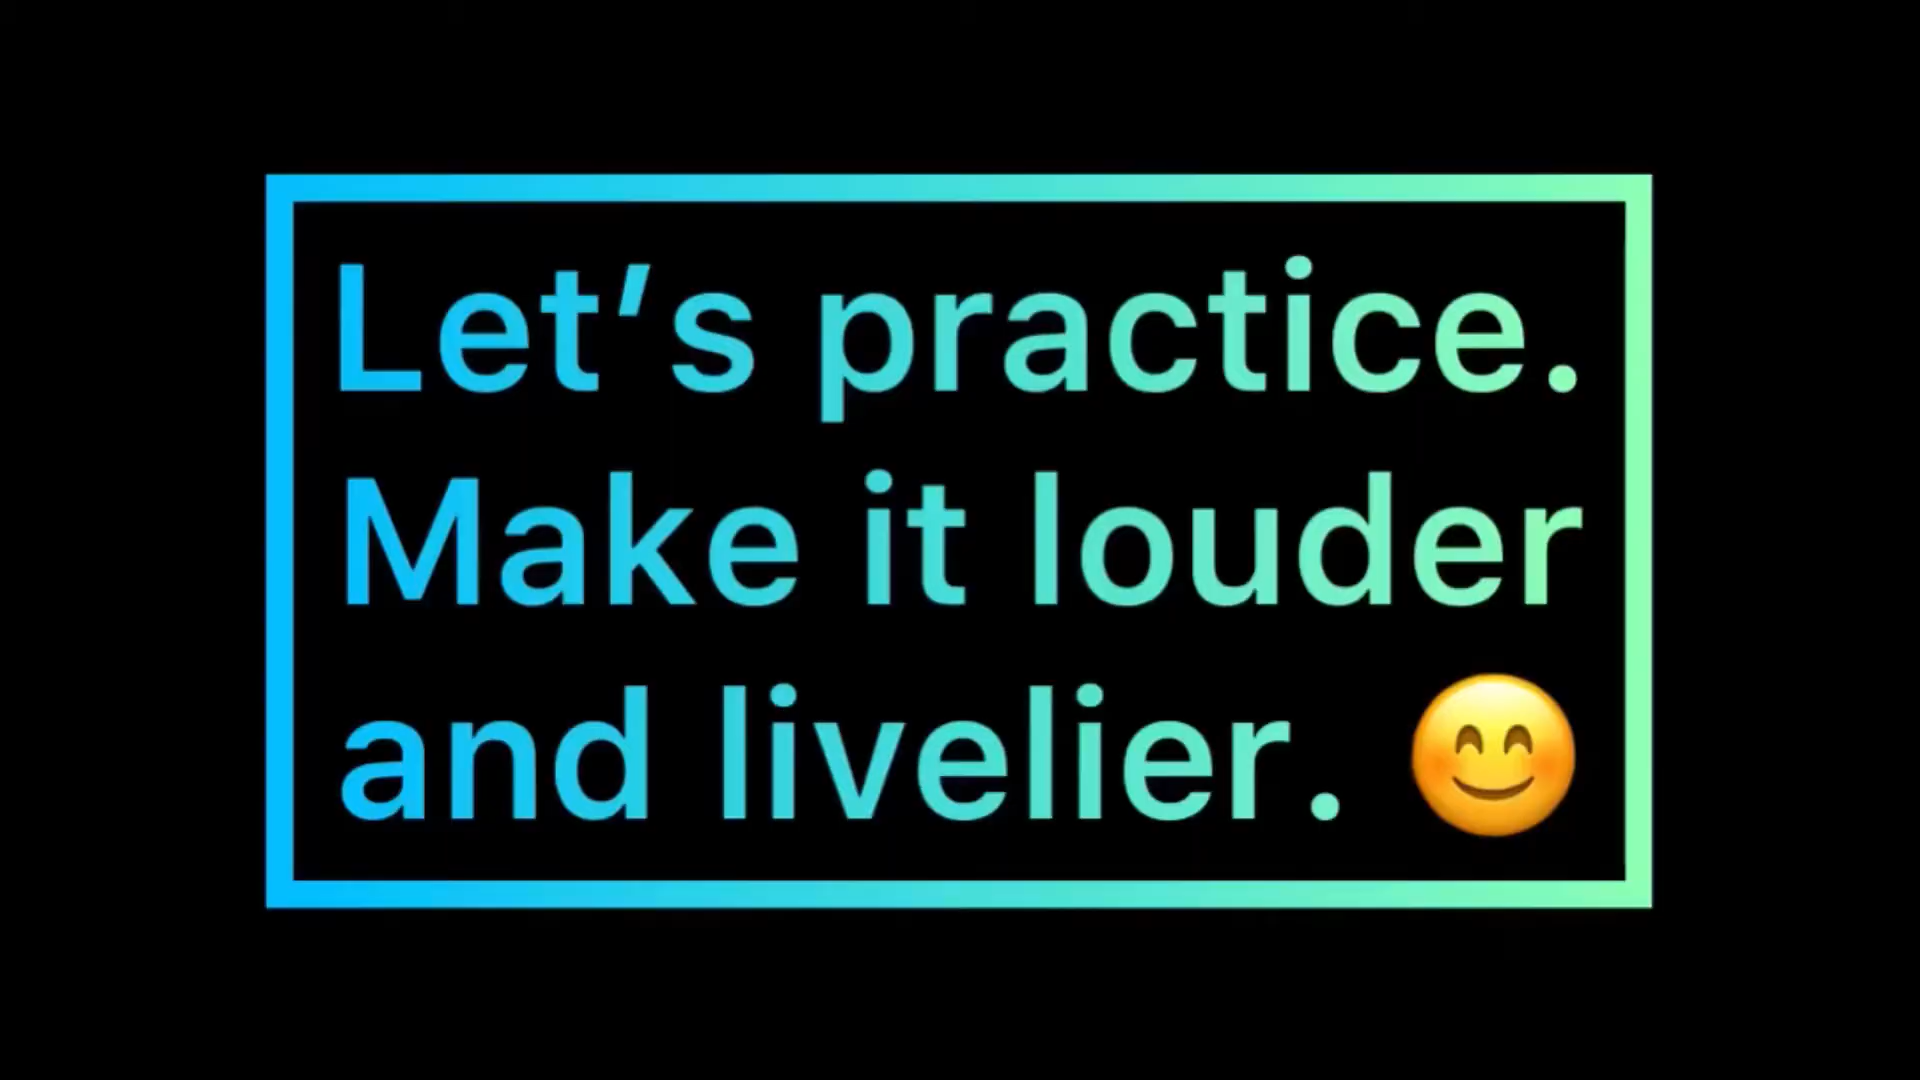 Let’s practice.
Make it louder
and livelier. 😊